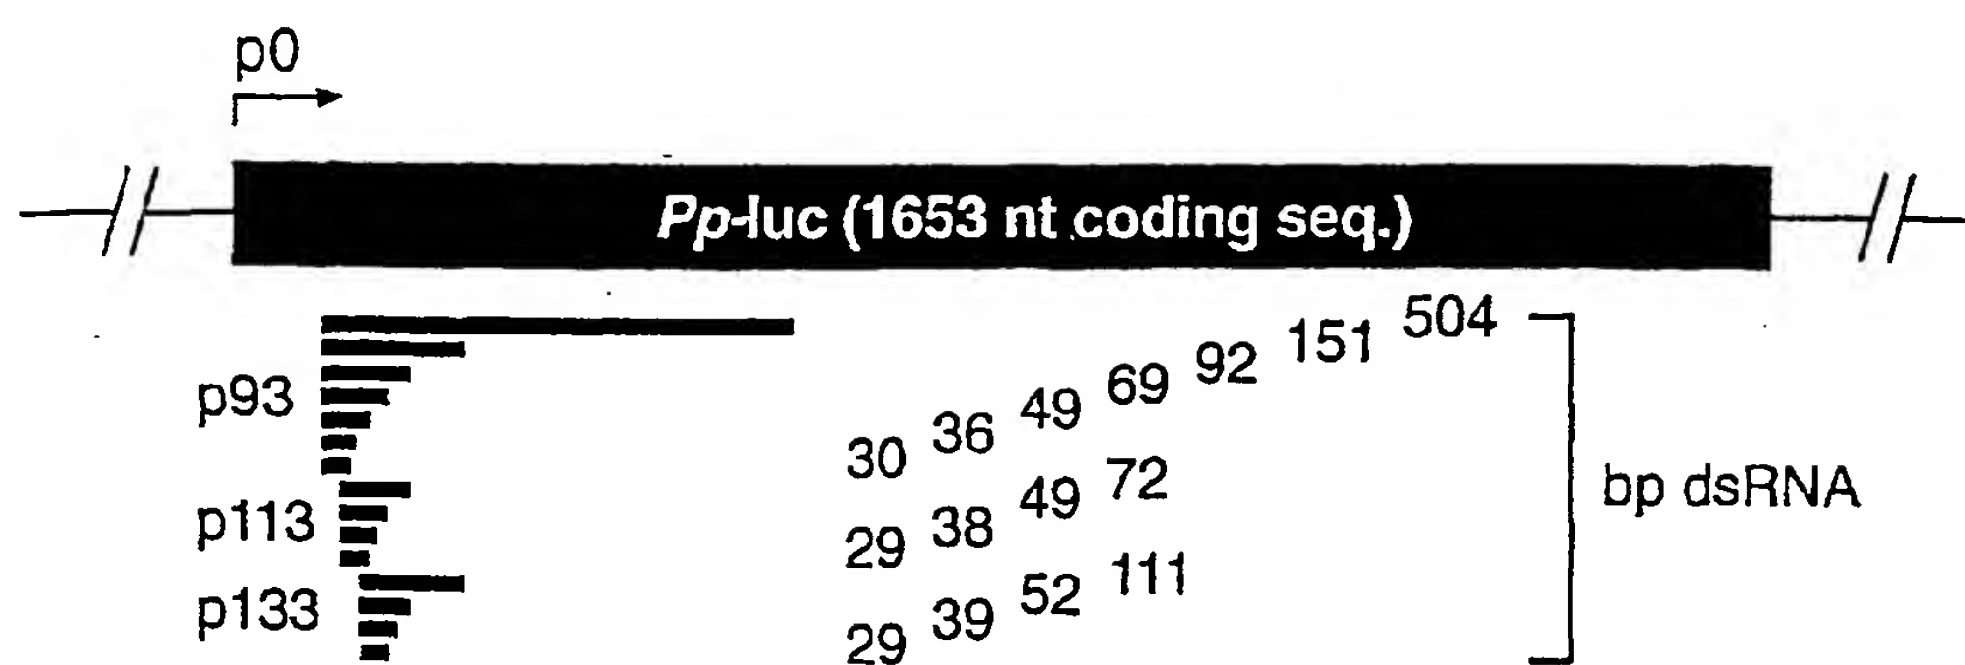 p0
Pp-luc (1653 nt coding seq.)
504
151
92
69
49
36
30
p93
72
49
38
29
p113
111
52
39
29
p133
bp dsRNA